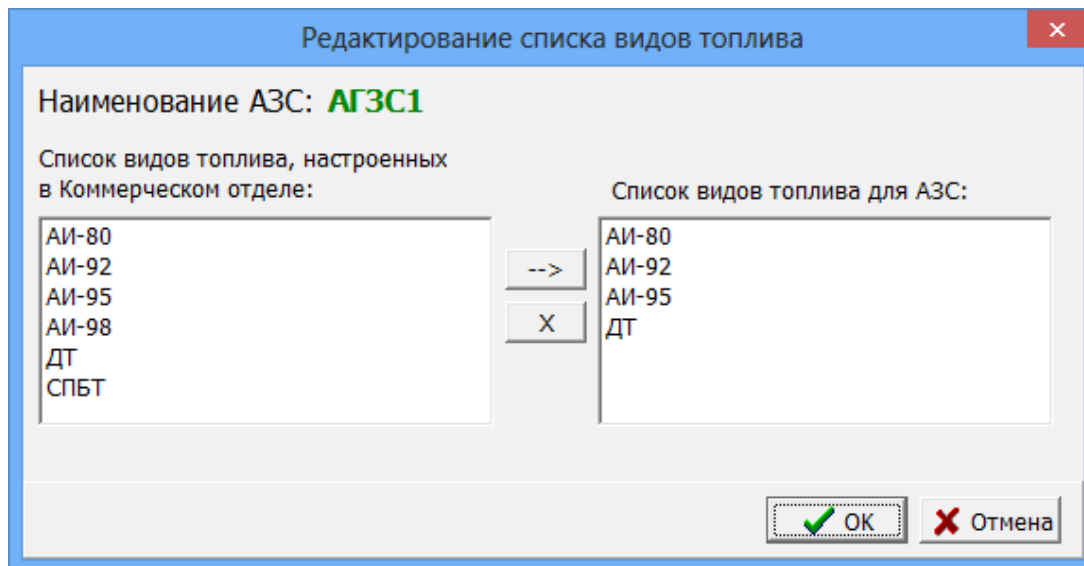 Редактирование списка видов топлива
×
Наименование АЗС: АГЗС1
Список видов топлива, настроенных
в Коммерческом отделе:
Список видов топлива для АЗС:
АИ-80
АИ-92
АИ-95
АИ-98
ДТ
СПБТ
-->
X
АИ-80
АИ-92
АИ-95
ДТ
OK
Отмена